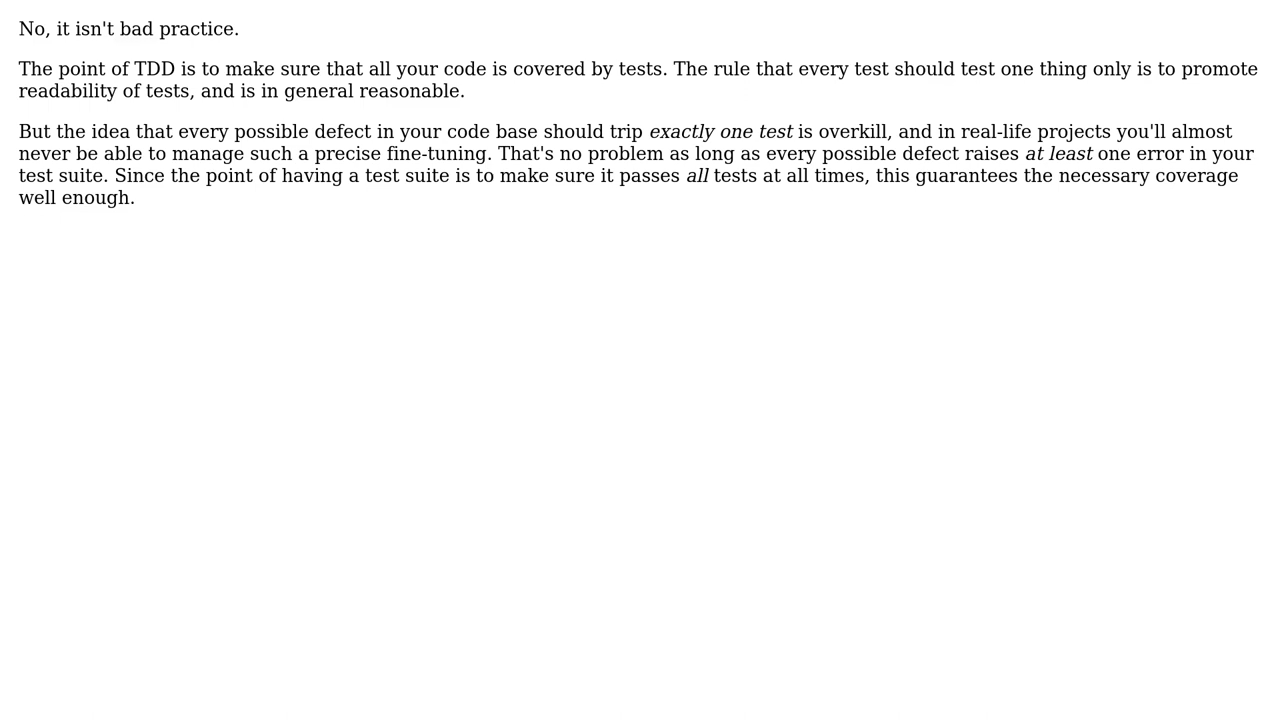 No, it isn't bad practice.
The point of TDD is to make sure that all your code is covered by tests. The rule that every test should test one thing only is to promote
readability of tests, and is in general reasonable.
But the idea that every possible defect in your code base should trip exactly one test is overkill, and in real-life projects you'll almost
never be able to manage such a precise fine-tuning. That's no problem as long as every possible defect raises at least one error in your
test suite. Since the point of having a test suite is to make sure it passes all tests at all times, this guarantees the necessary coverage
well enough.